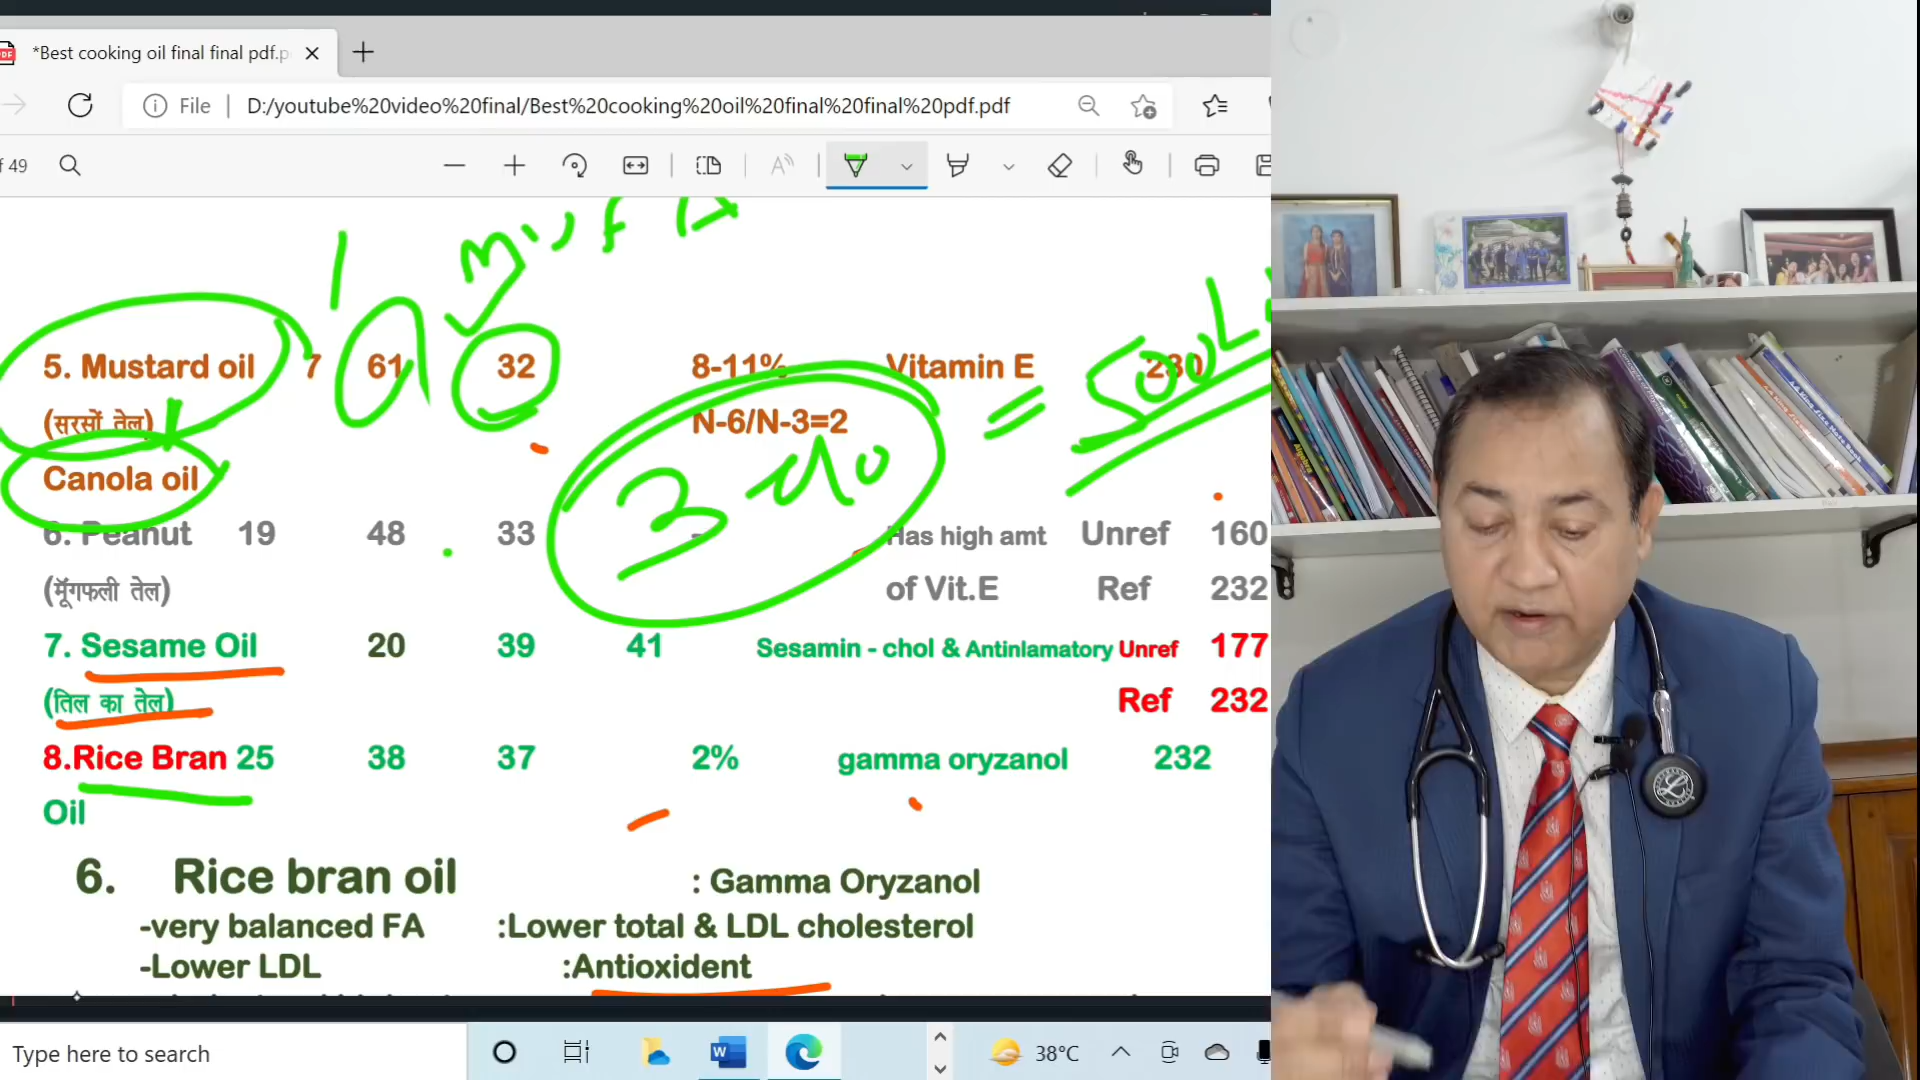 *Best cooking oil final final pdf.p
File D:/youtube%20video%20final/Best%20cooking%20oil%20final%20final%20pdf.pdf
f 49
MUFA
5. Mustard oil 7 61 32 8-11% Vitamin E 230
(सरसों तेल) N-6/N-3=2
Canola oil
6. Peanut 19 48 33 - Has high amt Unref 160
(मूँगफली तेल) of Vit.E Ref 232
7. Sesame Oil 20 39 41 Sesamin - chol & Antinlamatory Unref 177
(तिल का तेल) Ref 232
8.Rice Bran 25 38 37 2% gamma oryzanol 232
Oil
6. Rice bran oil : Gamma Oryzanol
-very balanced FA :Lower total & LDL cholesterol
-Lower LDL :Antioxident
Type here to search 38°C